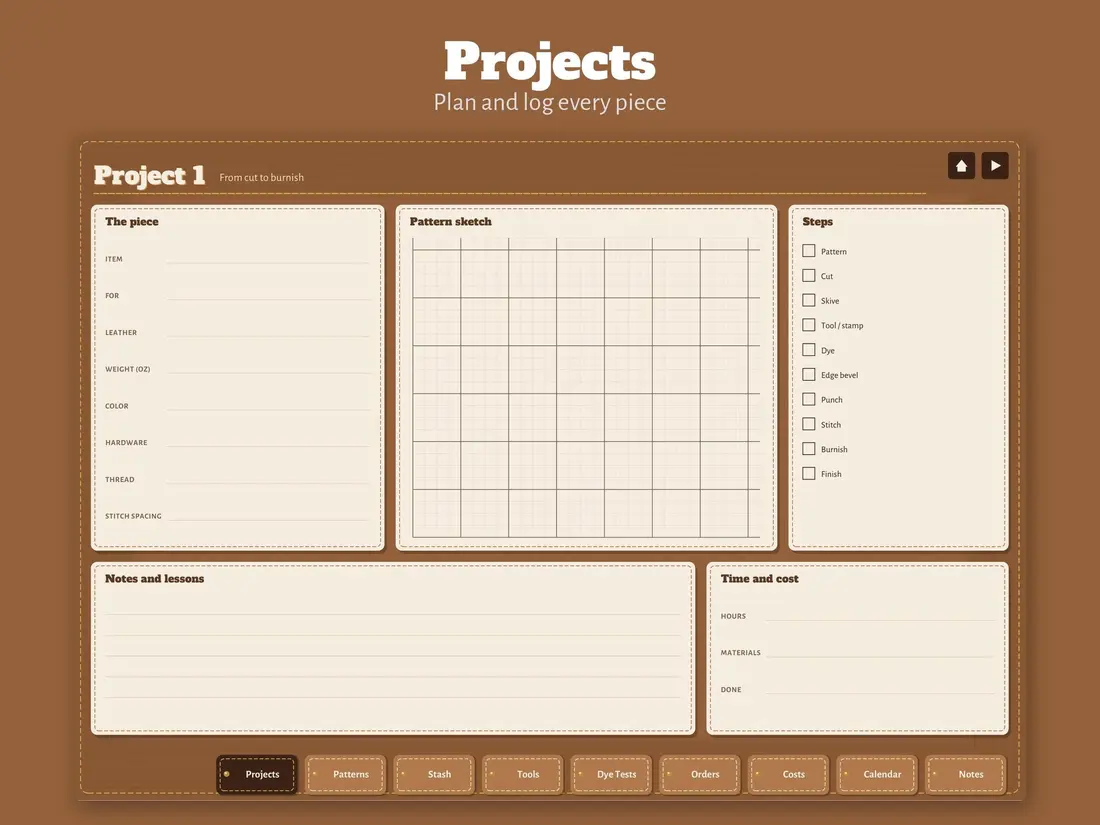 Projects
Plan and log every piece
Project 1
From cut to burnish
The piece
ITEM
FOR
LEATHER
WEIGHT (OZ)
COLOR
HARDWARE
THREAD
STITCH SPACING
Pattern sketch
Steps
Pattern
Cut
Skive
Tool / stamp
Dye
Edge bevel
Punch
Stitch
Burnish
Finish
Notes and lessons
Time and cost
HOURS
MATERIALS
DONE
Projects
Patterns
Stash
Tools
Dye Tests
Orders
Costs
Calendar
Notes